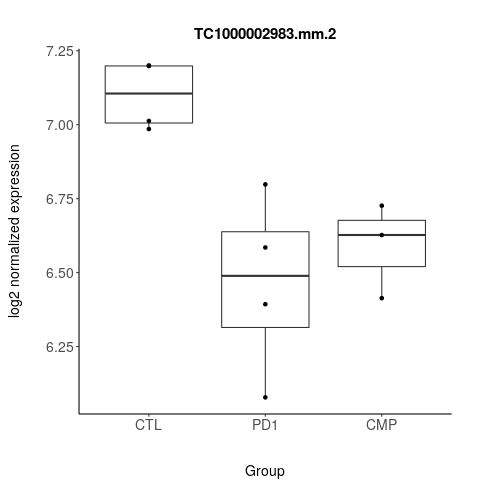 TC1000002983.mm.2
log2 normalized expression
7.25
7.00
6.75
6.50
6.25
CTL PD1 CMP
Group